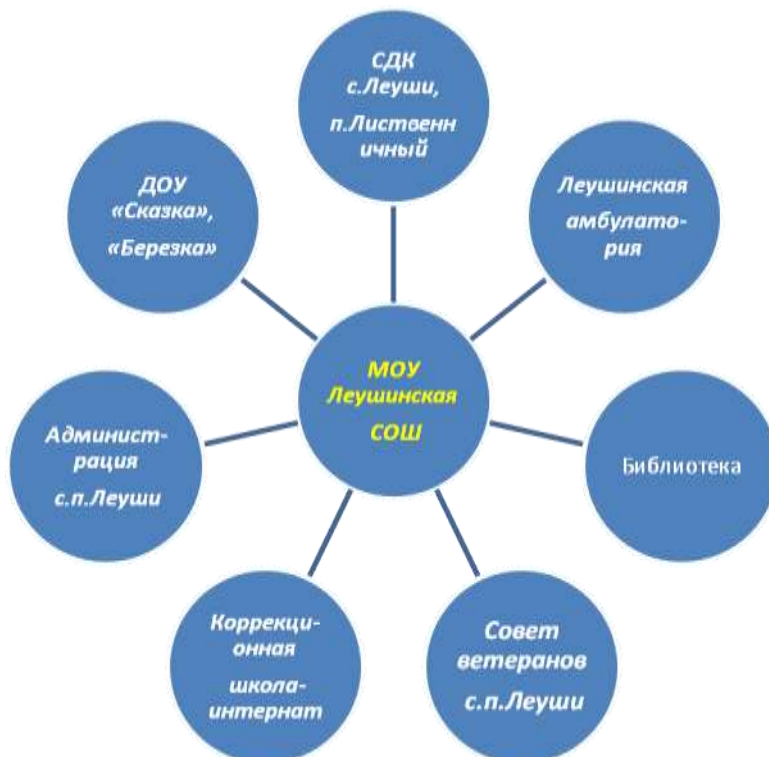 СДК
с.Леуши,
п.Лиственн
ичный
ДОУ
«Сказка»,
«Березка»
Леушинская
амбулато-
рия
МОУ
Леушинская
СОШ
Админист-
рация
с.п.Леуши
Библиотека
Коррекци-
онная
школа-
интернат
Совет
ветеранов
с.п.Леуши